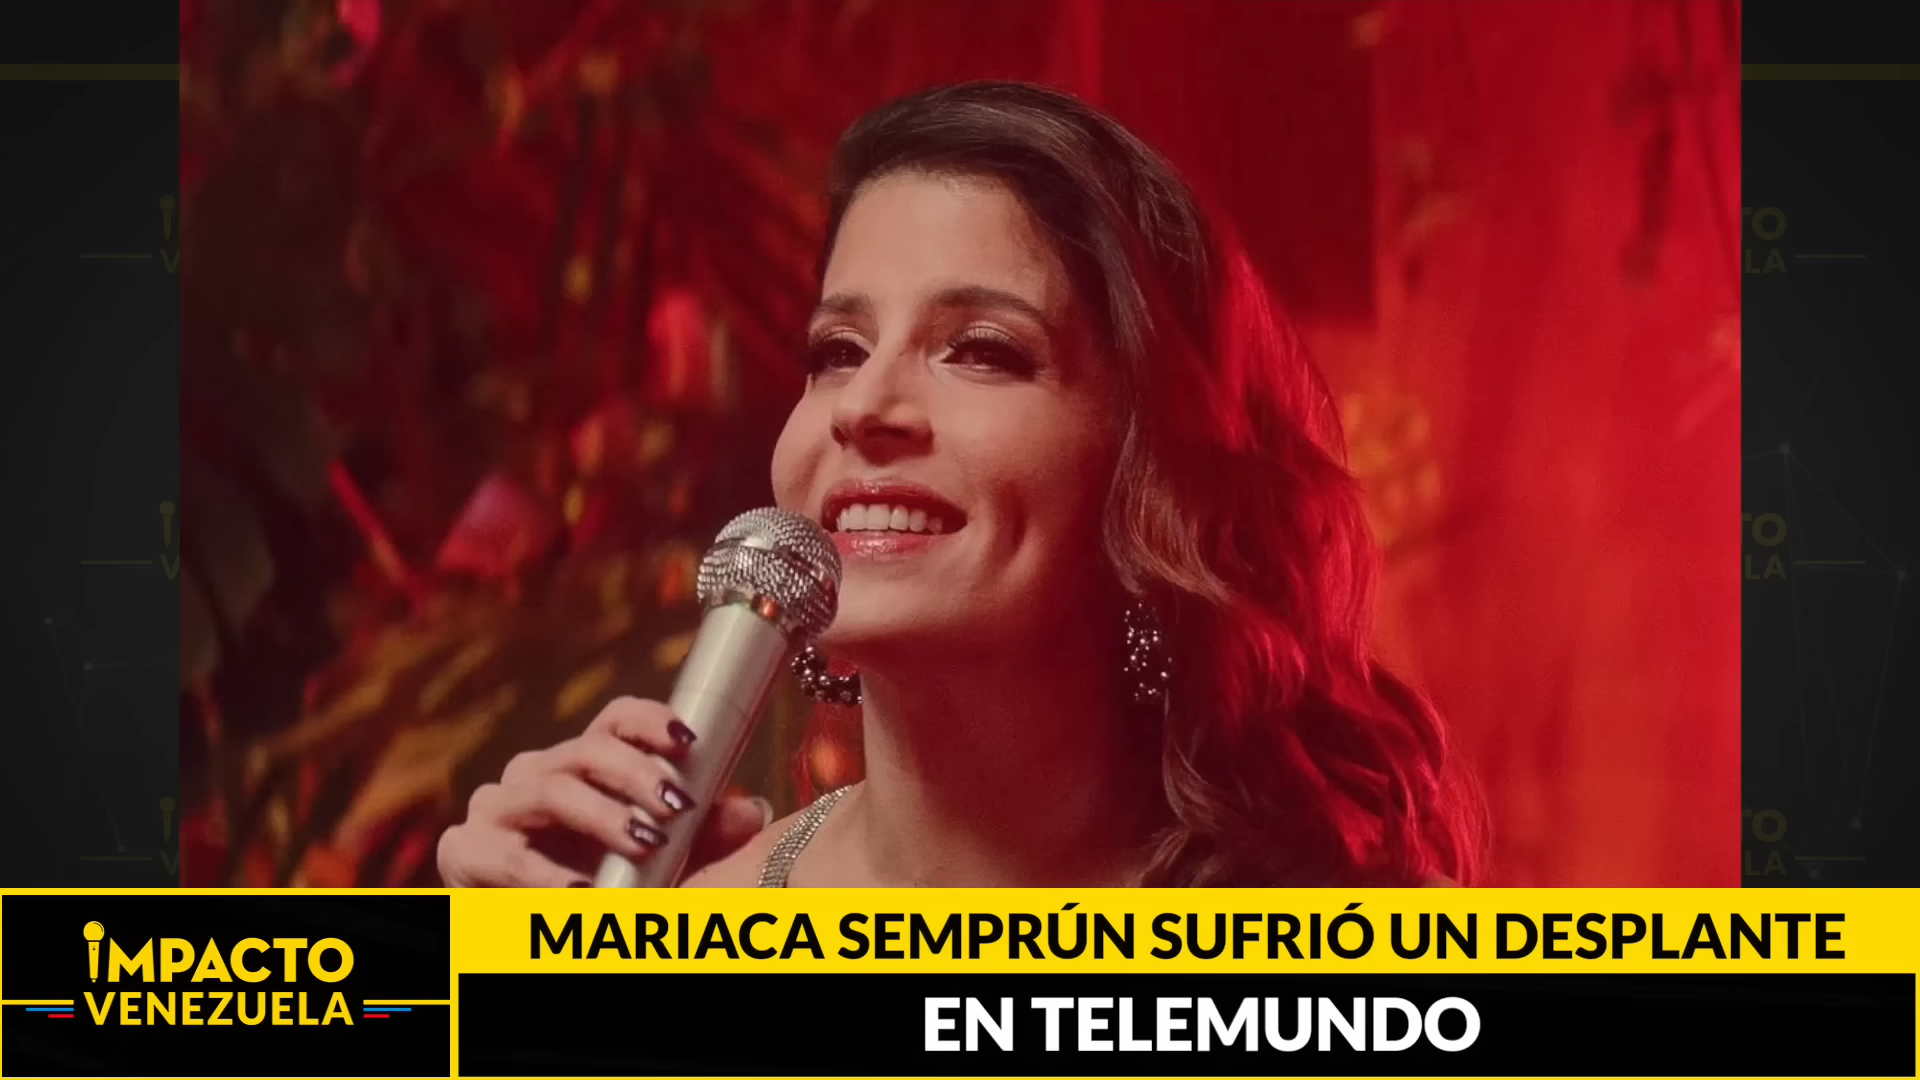 IMPACTO
VENEZUELA
MARIACA SEMPRÚN SUFRIÓ UN DESPLANTE
EN TELEMUNDO